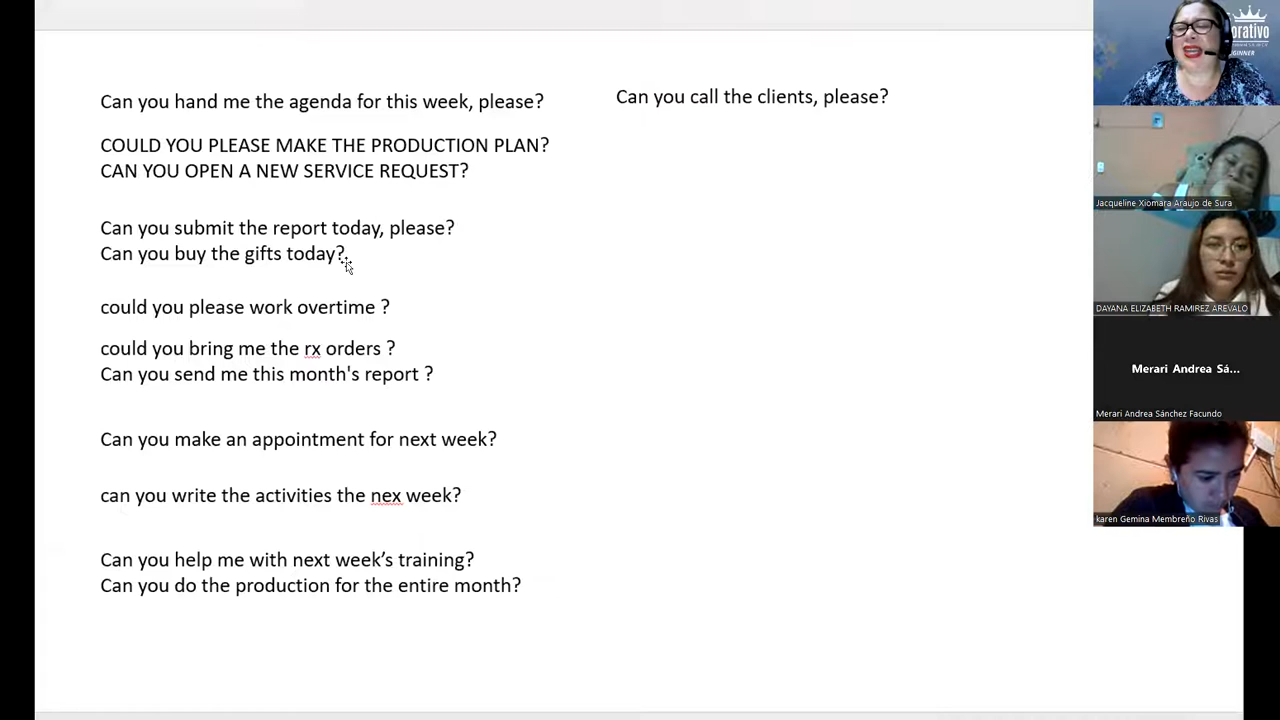 Can you hand me the agenda for this week, please?
COULD YOU PLEASE MAKE THE PRODUCTION PLAN?
CAN YOU OPEN A NEW SERVICE REQUEST?
Can you submit the report today, please?
Can you buy the gifts today?
could you please work overtime ?
could you bring me the rx orders ?
Can you send me this month's report ?
Can you make an appointment for next week?
can you write the activities the nex week?
Can you help me with next week’s training?
Can you do the production for the entire month?
Can you call the clients, please?
orativo
GINNER
Jacqueline Xiomara Araujo de Sura
DAYANA ELIZABETH RAMIREZ AREVALO
Merari Andrea Sá...
Merari Andrea Sánchez Facundo
karen Gemina Membreño Rivas